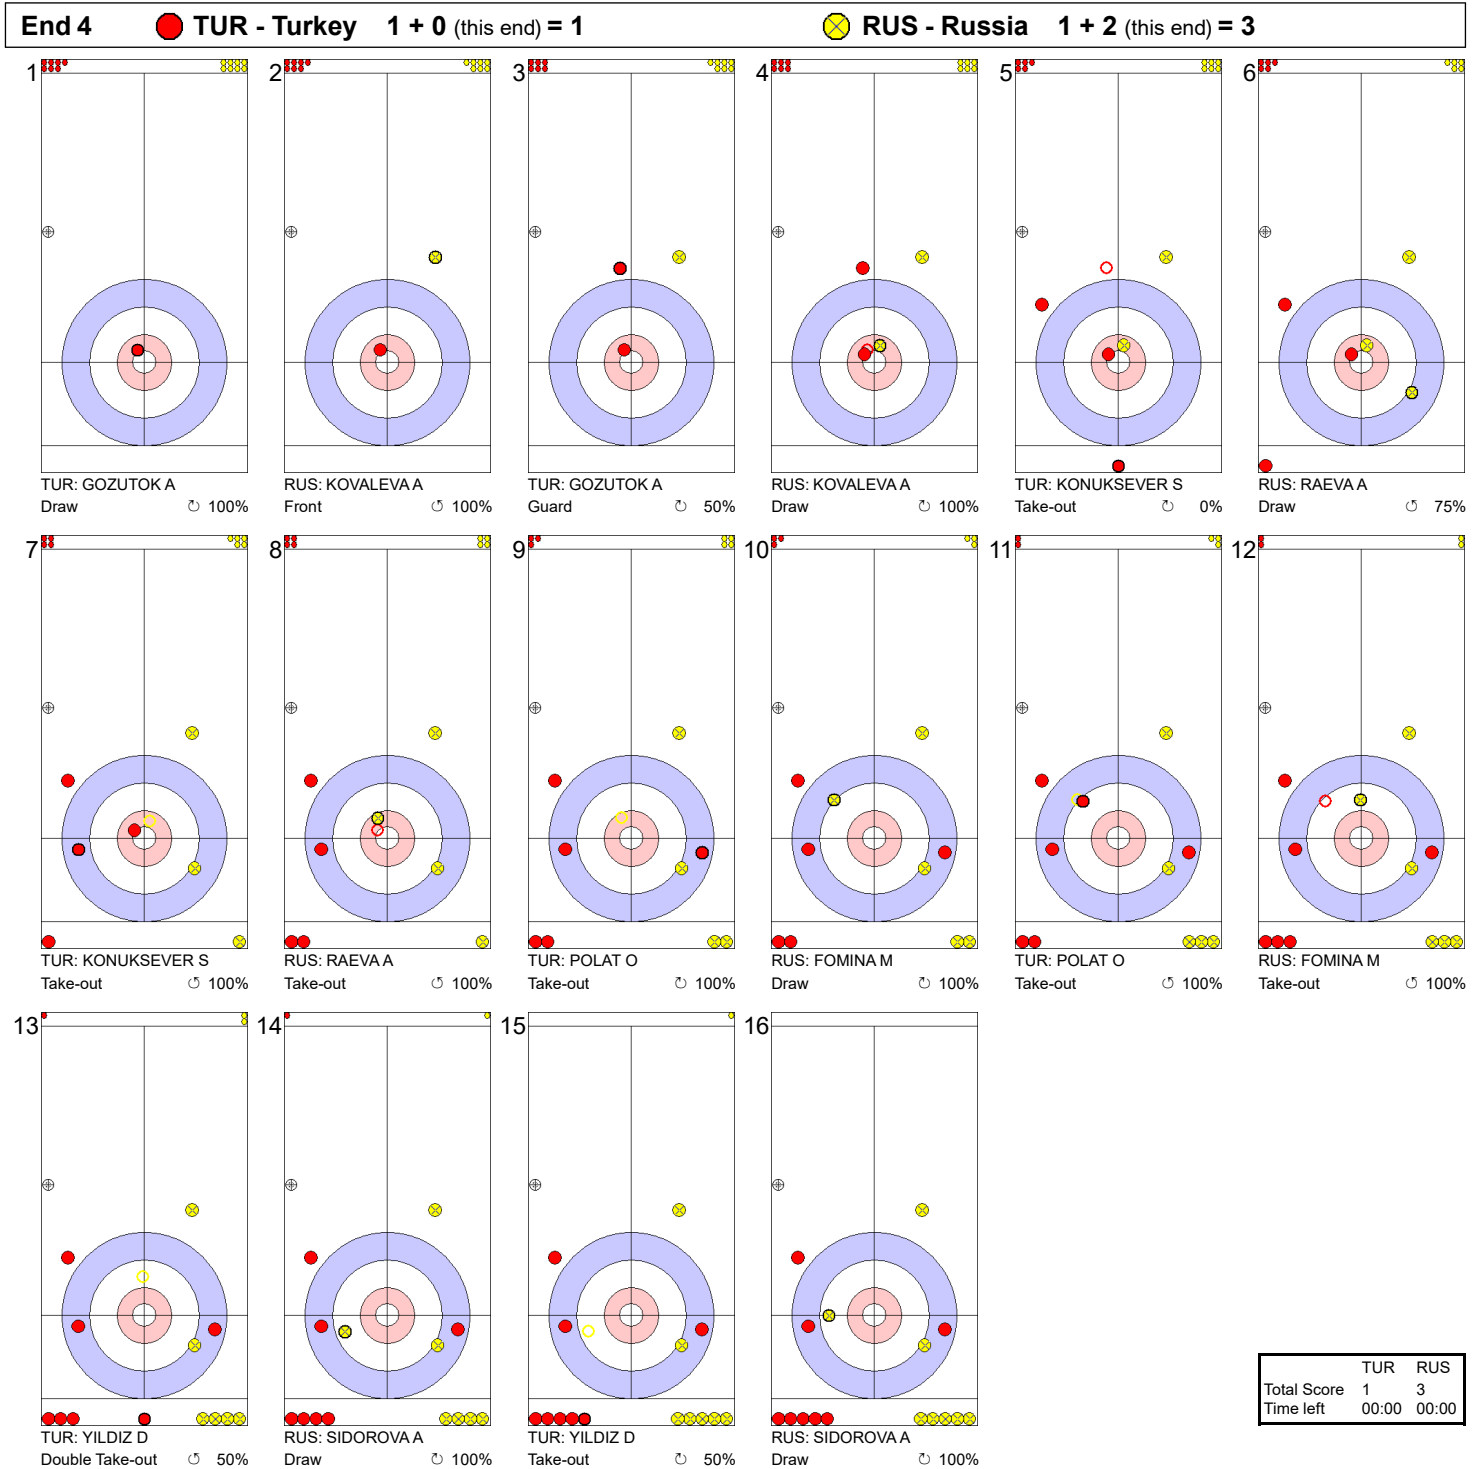 End 4 TUR - Turkey 1 + 0 (this end) = 1 RUS - Russia 1 + 2 (this end) = 3
1 2 3 4 5 6
TUR: GOZUTOK A RUS: KOVALEVA A TUR: GOZUTOK A RUS: KOVALEVA A TUR: KONUKSEVER S RUS: RAEVA A
Draw ↻ 100% Front ↺ 100% Guard ↺ 50% Draw ↺ 100% Take-out ↻ 0% Draw ↺ 75%
7 8 9 10 11 12
TUR: KONUKSEVER S RUS: RAEVA A TUR: POLAT O RUS: FOMINA M TUR: POLAT O RUS: FOMINA M
Take-out ↺ 100% Take-out ↻ 100% Take-out ↻ 100% Draw ↺ 100% Take-out ↺ 100% Take-out ↺ 100%
13 14 15 16
TUR: YILDIZ D RUS: SIDOROVA A TUR: YILDIZ D RUS: SIDOROVA A
Double Take-out ↺ 50% Draw ↻ 100% Take-out ↻ 50% Draw ↻ 100%
TUR RUS
Total Score 1 3
Time left 00:00 00:00